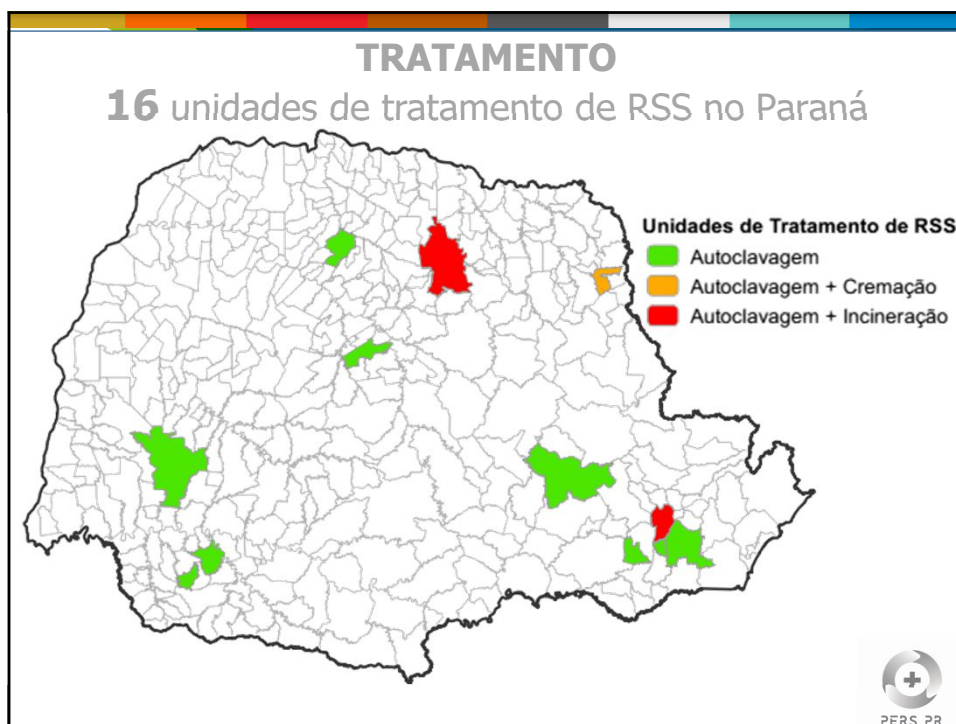 TRATAMENTO
16 unidades de tratamento de RSS no Paraná
Unidades de Tratamento de RSS
Autoclavagem
Autoclavagem + Cremação
Autoclavagem + Incineração
PERS PR